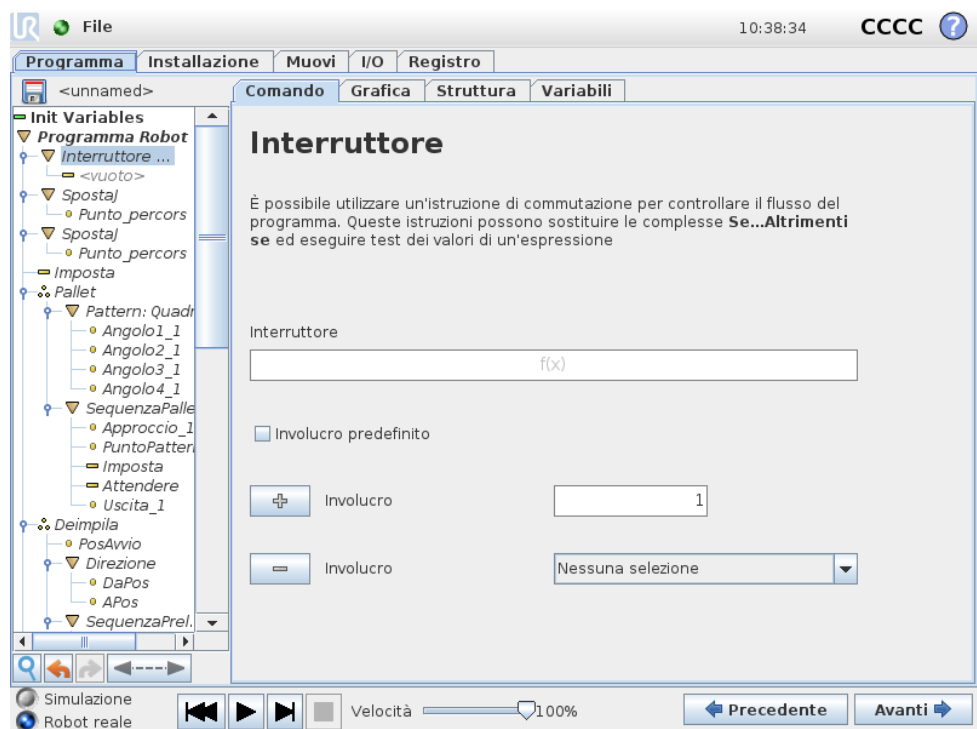 UR File 10:38:34 CCCC ?
Programma Installazione Muovi I/O Registro
<unnamed> Comando Grafica Struttura Variabili
Init Variables
Programma Robot
Interruttore ...
<vuoto>
SpostaJ
Punto_percors
SpostaJ
Punto_percors
Imposta
Pallet
Pattern: Quadr
Angolo1_1
Angolo2_1
Angolo3_1
Angolo4_1
SequenzaPalle
Approccio_1
PuntoPatter
Imposta
Attendere
Uscita_1
Deimpila
PosAvvio
Direzione
DaPos
APos
SequenzaPrel.
Interruttore
È possibile utilizzare un'istruzione di commutazione per controllare il flusso del
programma. Queste istruzioni possono sostituire le complesse Se...Altrimenti
se ed eseguire test dei valori di un'espressione
Interruttore
f(x)
Involucro predefinito
Involucro 1
Involucro Nessuna selezione
Simulazione
Robot reale
Velocità 100% Precedente Avanti